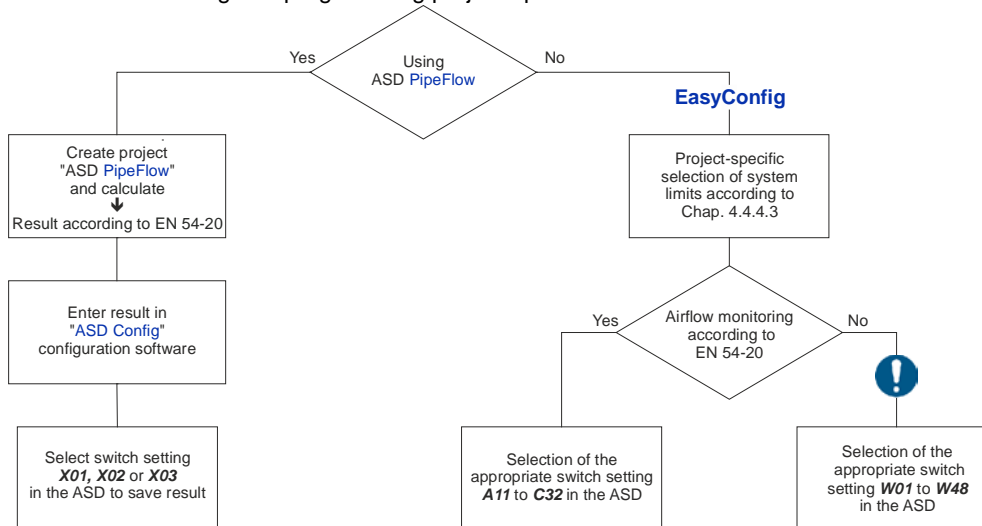 Yes
Using
ASD PipeFlow
No
EasyConfig
Create project
"ASD PipeFlow"
and calculate
🡻
Result according to EN 54-20
Project-specific
selection of system
limits according to
Chap. 4.4.4.3
Enter result in
"ASD Config"
configuration software
Yes
Airflow monitoring
according to
EN 54-20
No
Select switch setting
X01, X02 or X03
in the ASD to save result
Selection of the
appropriate switch setting
A11 to C32 in the ASD
Selection of the
appropriate switch
setting W01 to W48
in the ASD